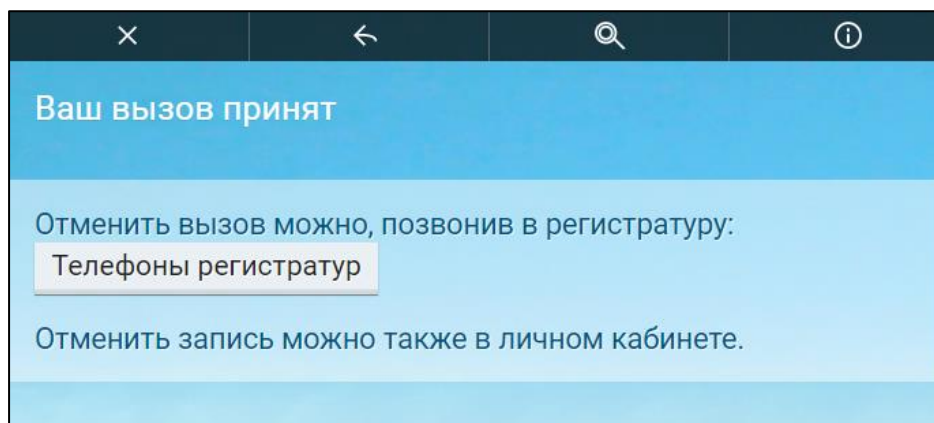 Ваш вызов принят
Отменить вызов можно, позвонив в регистратуру:
Телефоны регистратур
Отменить запись можно также в личном кабинете.